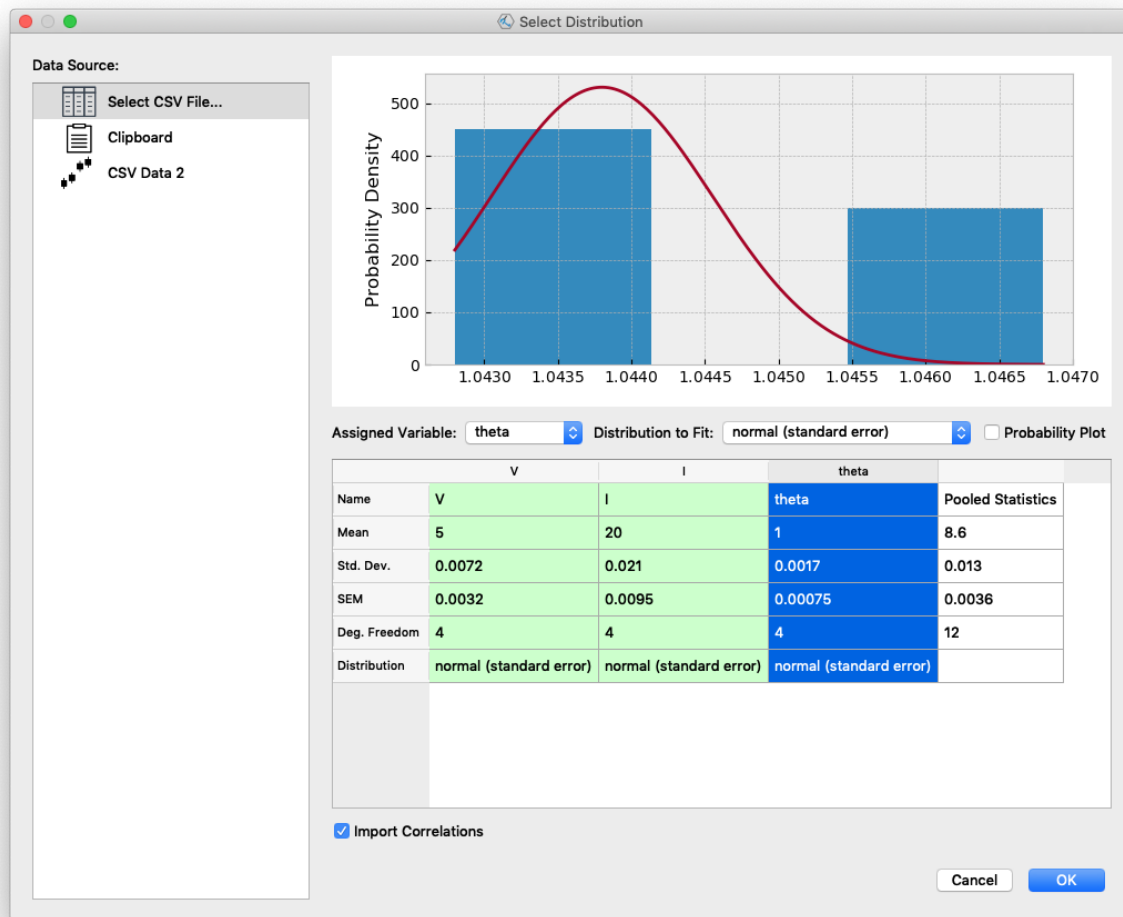 Select Distribution
Data Source:
Select CSV File...
Clipboard
CSV Data 2
Probability Density
500
400
300
200
100
0
1.0430 1.0435 1.0440 1.0445 1.0450 1.0455 1.0460 1.0465 1.0470
Assigned Variable: theta Distribution to Fit: normal (standard error) Probability Plot
V I theta
Name V I theta Pooled Statistics
Mean 5 20 1 8.6
Std. Dev. 0.0072 0.021 0.0017 0.013
SEM 0.0032 0.0095 0.00075 0.0036
Deg. Freedom 4 4 4 12
Distribution normal (standard error) normal (standard error) normal (standard error)
Import Correlations
Cancel OK